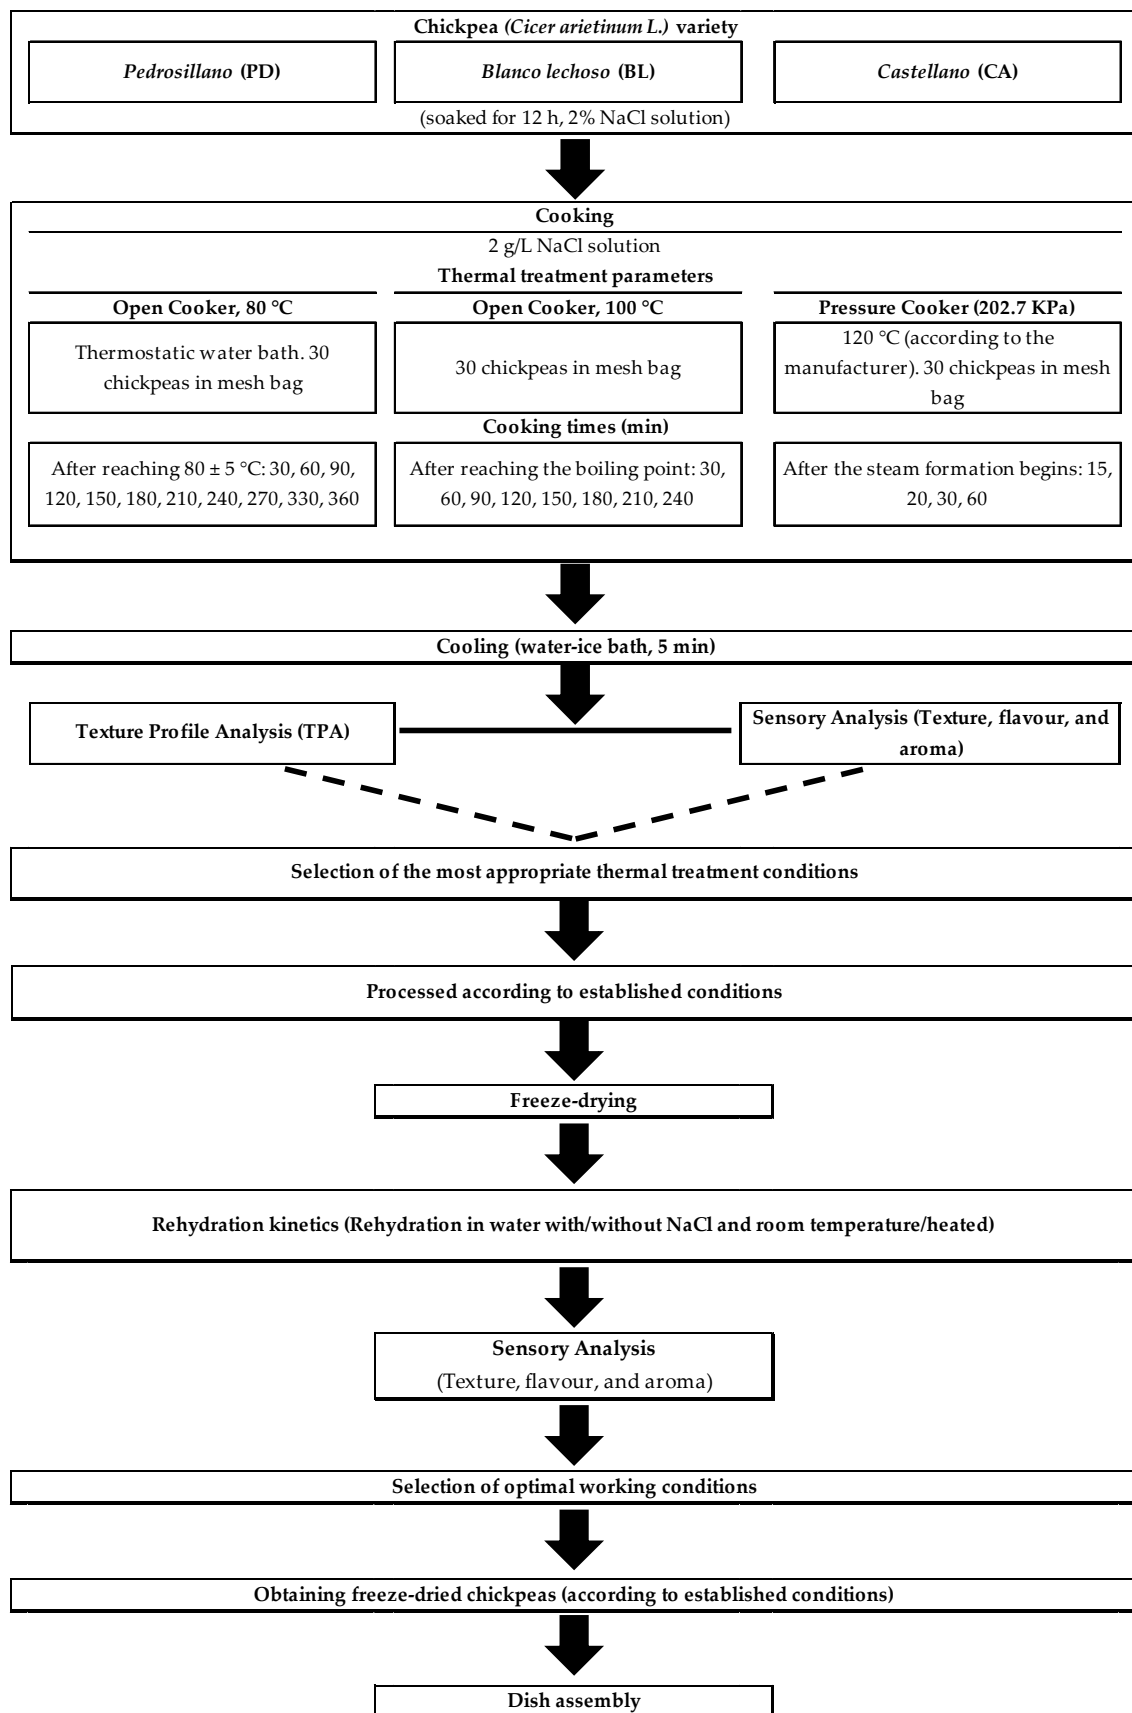 Chickpea (Cicer arietinum L.) variety
Pedrosillano (PD)
Blanco lechoso (BL)
Castellano (CA)
(soaked for 12 h, 2% NaCl solution)
Cooking
2 g/L NaCl solution
Thermal treatment parameters
Open Cooker, 80 °C
Open Cooker, 100 °C
Pressure Cooker (202.7 KPa)
Thermostatic water bath. 30
chickpeas in mesh bag
30 chickpeas in mesh bag
120 °C (according to the
manufacturer). 30 chickpeas in mesh
bag
Cooking times (min)
After reaching 80 ± 5 °C: 30, 60, 90,
120, 150, 180, 210, 240, 270, 330, 360
After reaching the boiling point: 30,
60, 90, 120, 150, 180, 210, 240
After the steam formation begins: 15,
20, 30, 60
Cooling (water-ice bath, 5 min)
Texture Profile Analysis (TPA)
Sensory Analysis (Texture, flavour, and
aroma)
Selection of the most appropriate thermal treatment conditions
Processed according to established conditions
Freeze-drying
Rehydration kinetics (Rehydration in water with/without NaCl and room temperature/heated)
Sensory Analysis
(Texture, flavour, and aroma)
Selection of optimal working conditions
Obtaining freeze-dried chickpeas (according to established conditions)
Dish assembly